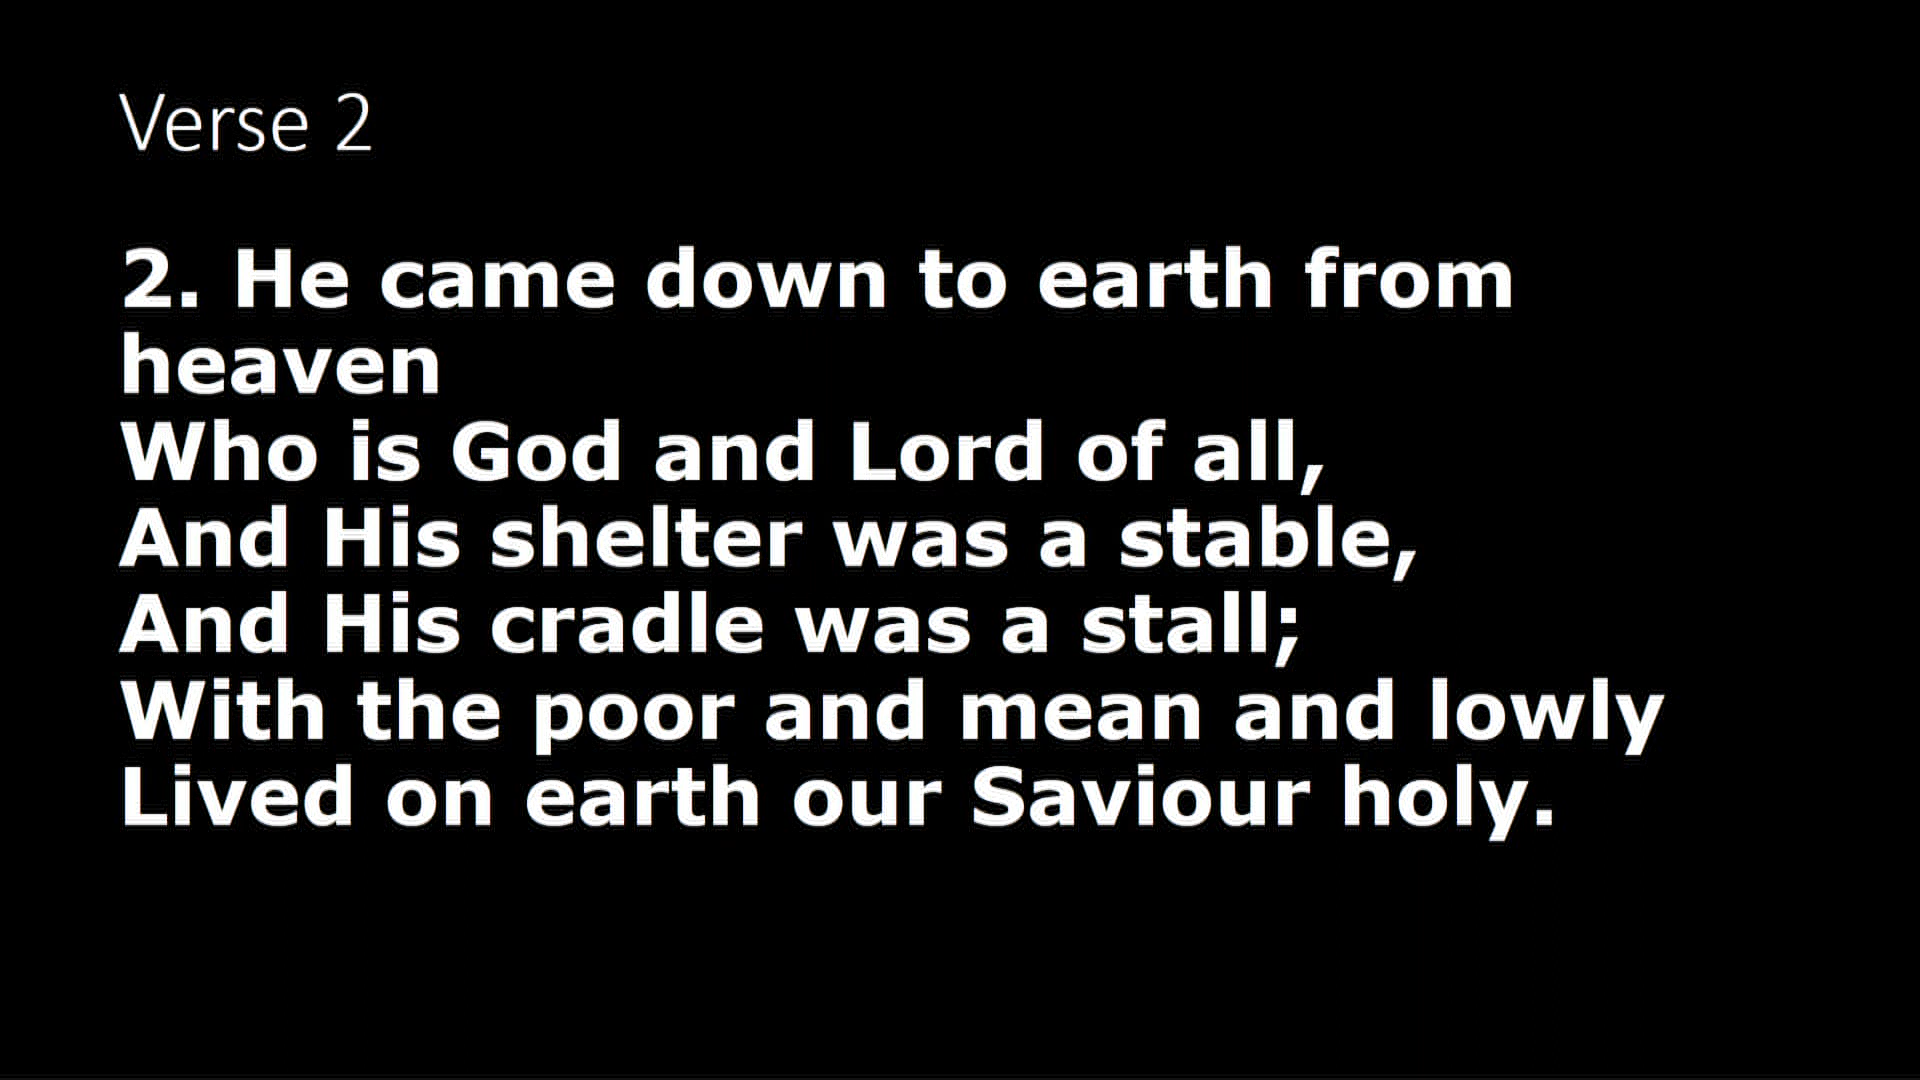 Verse 2
2. He came down to earth from
heaven
Who is God and Lord of all,
And His shelter was a stable,
And His cradle was a stall;
With the poor and mean and lowly
Lived on earth our Saviour holy.